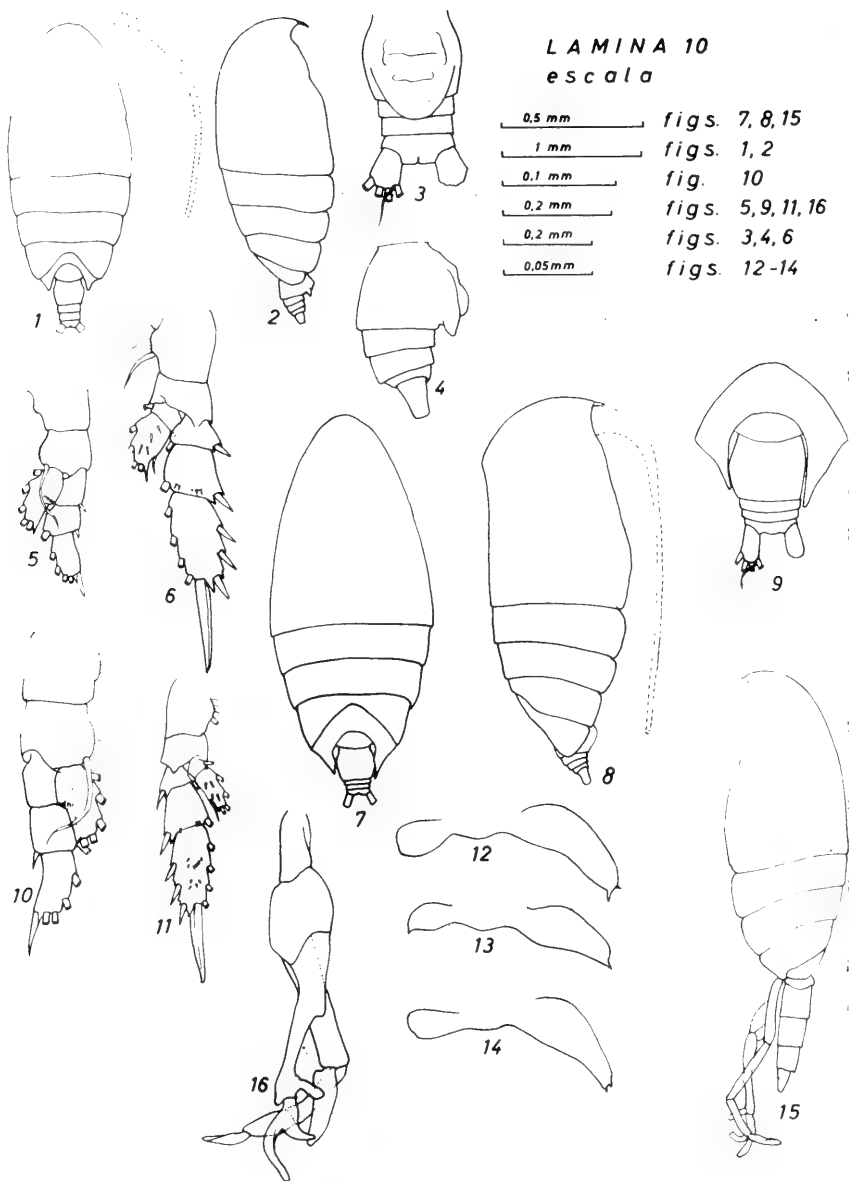 LAMINA 10
escala
0,5 mm figs. 7, 8, 15
1 mm figs. 1, 2
0,1 mm fig. 10
0,2 mm figs. 5, 9, 11, 16
0,2 mm figs. 3, 4, 6
0,05mm figs. 12-14
1
2
3
4
5
6
7
8
9
10
11
12
13
14
15
16